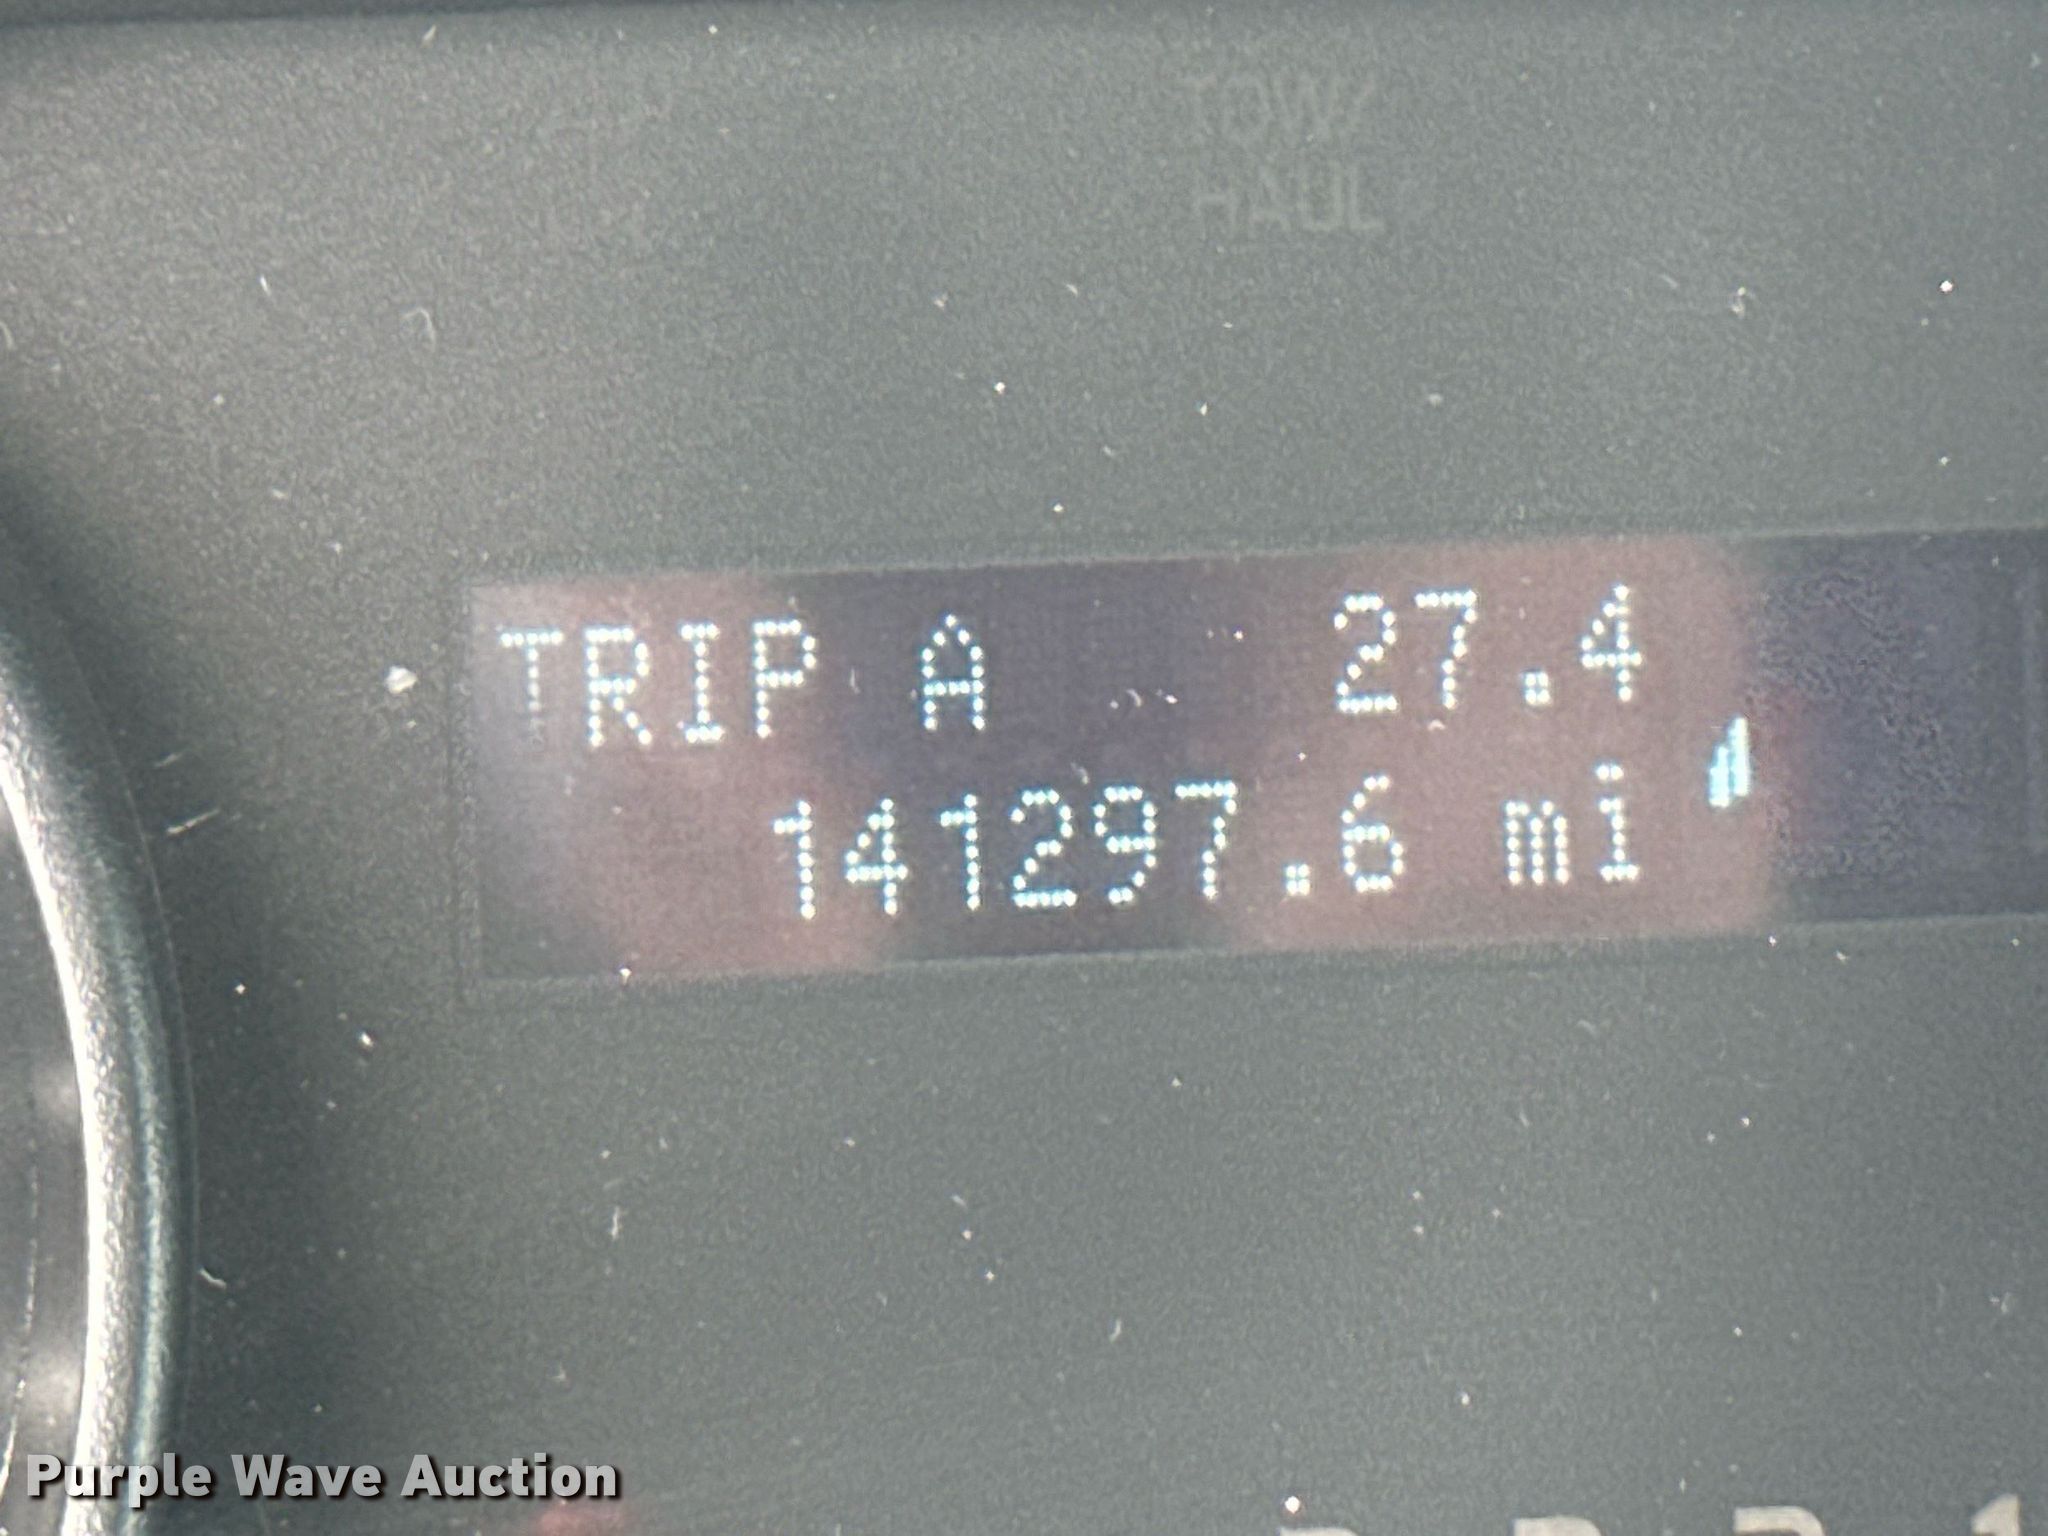 TOW/
HAUL
TRIP A 27.4
141297.6 mi
Purple Wave Auction